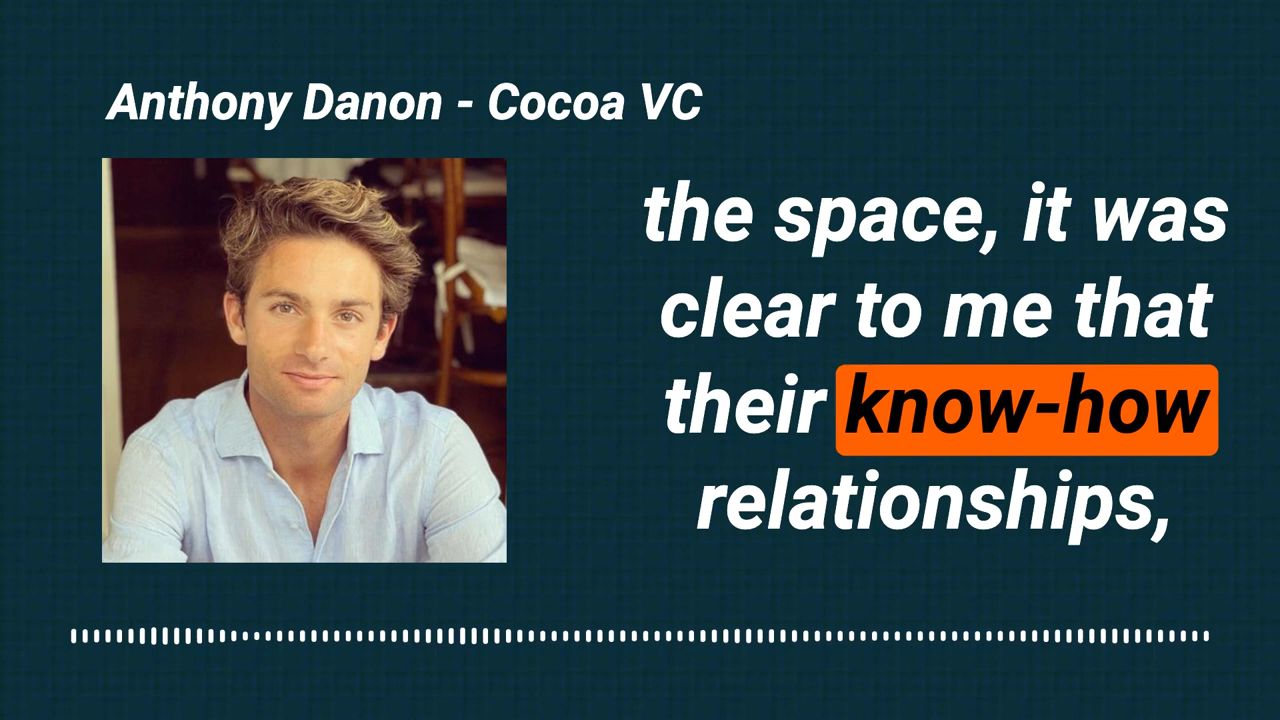 Anthony Danon - Cocoa VC
the space, it was
clear to me that
their know-how
relationships,